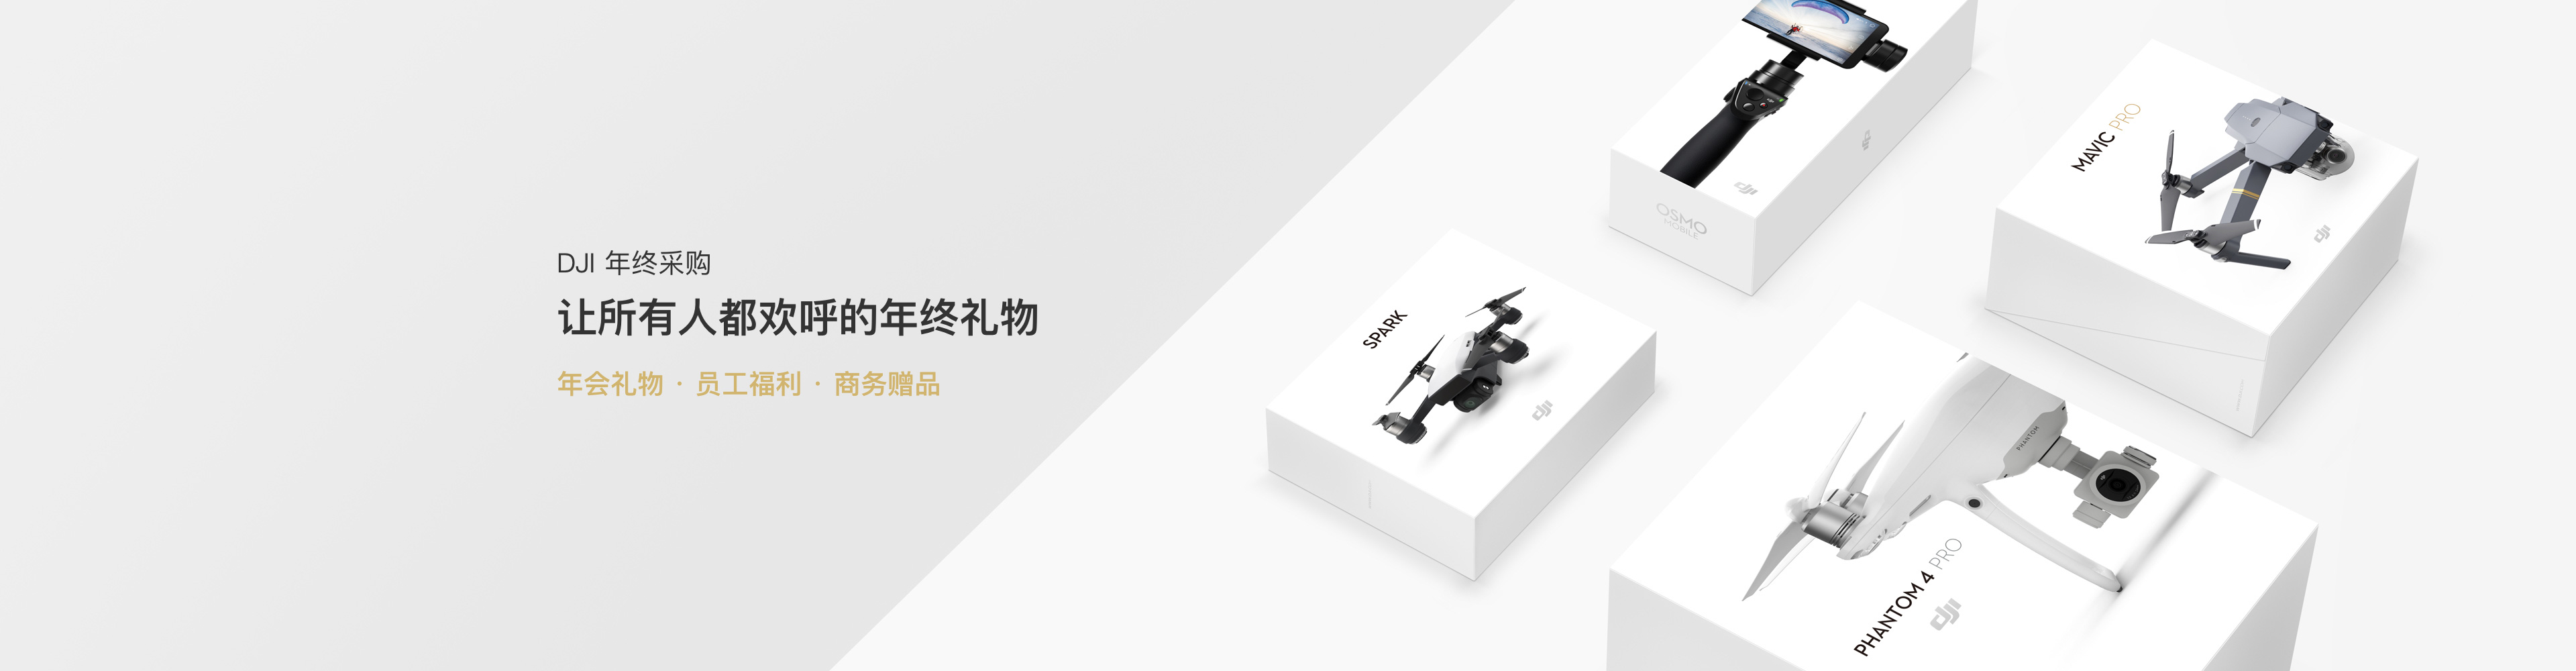 DJI 年终采购
让所有人都欢呼的年终礼物
年会礼物 · 员工福利 · 商务赠品
OSMO
MOBILE
dji
MAVIC PRO
dji
SPARK
dji
PHANTOM
PHANTOM 4 PRO
dji